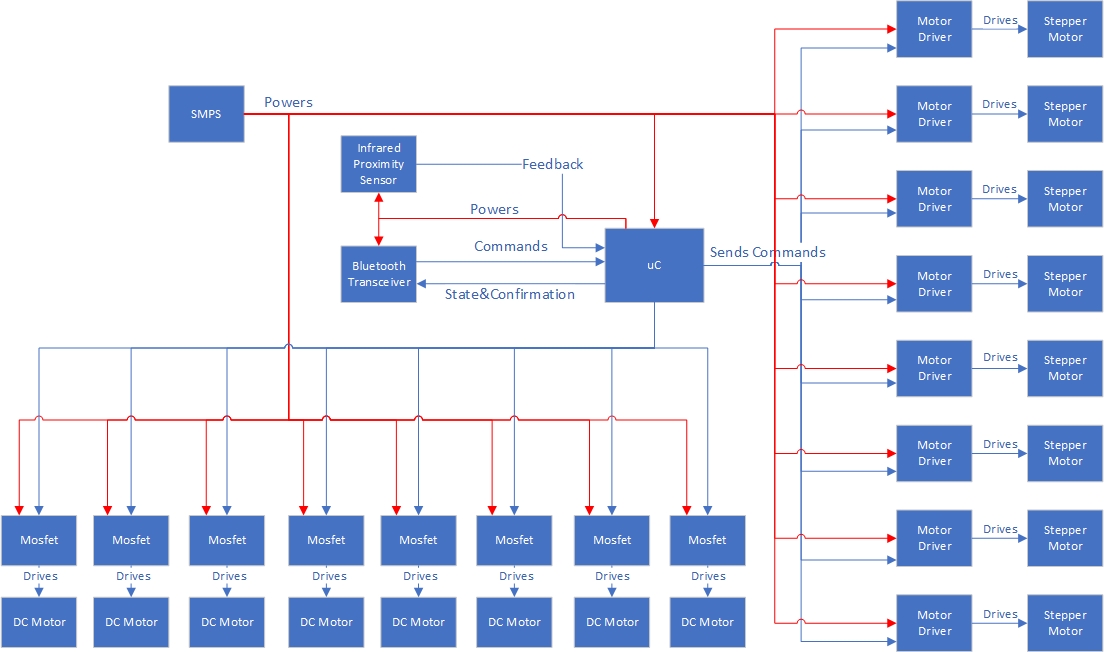 Motor
Driver
Drives
Stepper
Motor
SMPS
Powers
Motor
Driver
Drives
Stepper
Motor
Infrared
Proximity
Sensor
Feedback
Motor
Driver
Drives
Stepper
Motor
Powers
Commands
Bluetooth
Transceiver
State&Confirmation
uC
Sends Commands
Motor
Driver
Drives
Stepper
Motor
Motor
Driver
Drives
Stepper
Motor
Motor
Driver
Drives
Stepper
Motor
Motor
Driver
Drives
Stepper
Motor
Motor
Driver
Drives
Stepper
Motor
Mosfet
Mosfet
Mosfet
Mosfet
Mosfet
Mosfet
Mosfet
Mosfet
Drives
Drives
Drives
Drives
Drives
Drives
Drives
Drives
DC Motor
DC Motor
DC Motor
DC Motor
DC Motor
DC Motor
DC Motor
DC Motor